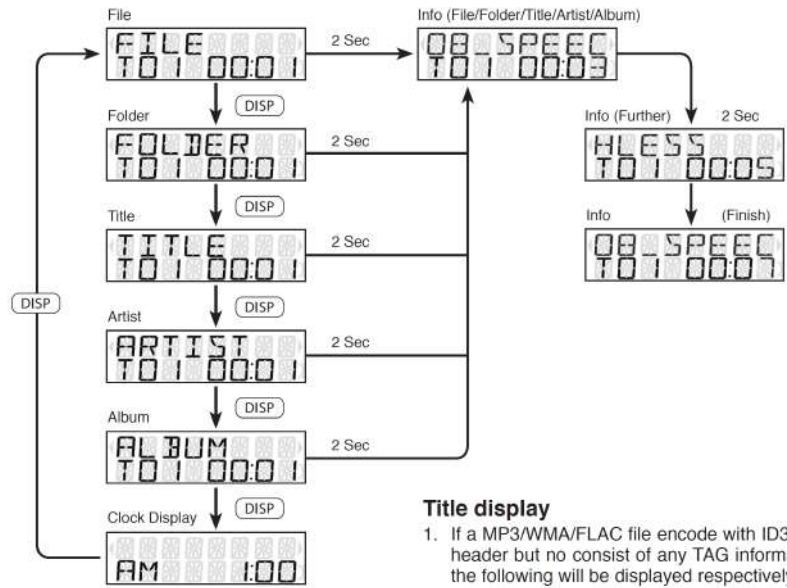 File
FILE
T01 00:01
2 Sec
Info (File/Folder/Title/Artist/Album)
08_SPEEC
T01 00:03
DISP
Folder
FOLDER
T01 00:01
2 Sec
Info (Further) 2 Sec
HLESS
T01 00:05
DISP
Title
TITLE
T01 00:01
2 Sec
Info (Finish)
08_SPEEC
T01 00:07
DISP
DISP
Artist
ARTIST
T01 00:01
2 Sec
DISP
Album
ALBUM
T01 00:01
2 Sec
DISP
Clock Display
AM 1:00
Title display
1. If a MP3/WMA/FLAC file encode with ID3
header but no consist of any TAG inform
the following will be displayed respectively